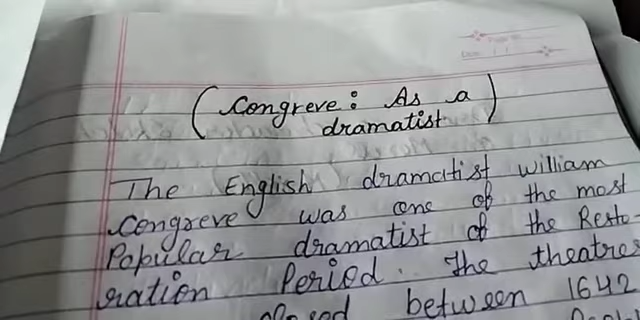 (Congreve: As a
dramatist)
The English dramatist william
congreve was one of the most
Popular dramatist of the Resto
ration Period. The theatres
between 1642